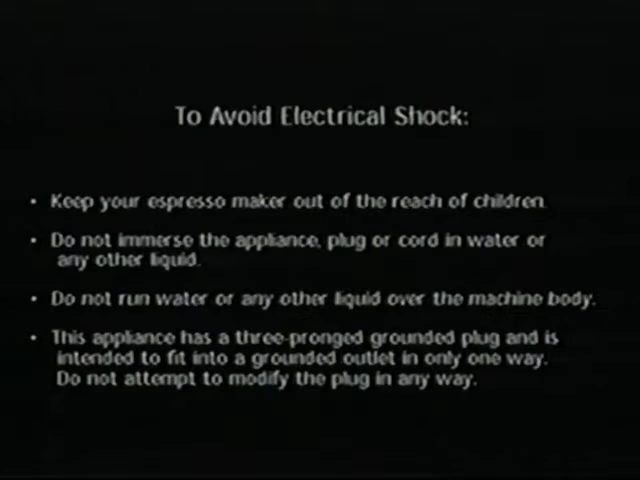 To Avoid Electrical Shock:
• Keep your espresso maker out of the reach of children.
• Do not immerse the appliance, plug or cord in water or
any other liquid.
• Do not run water or any other liquid over the machine body.
• This appliance has a three-pronged grounded plug and is
intended to fit into a grounded outlet in only one way.
Do not attempt to modify the plug in any way.